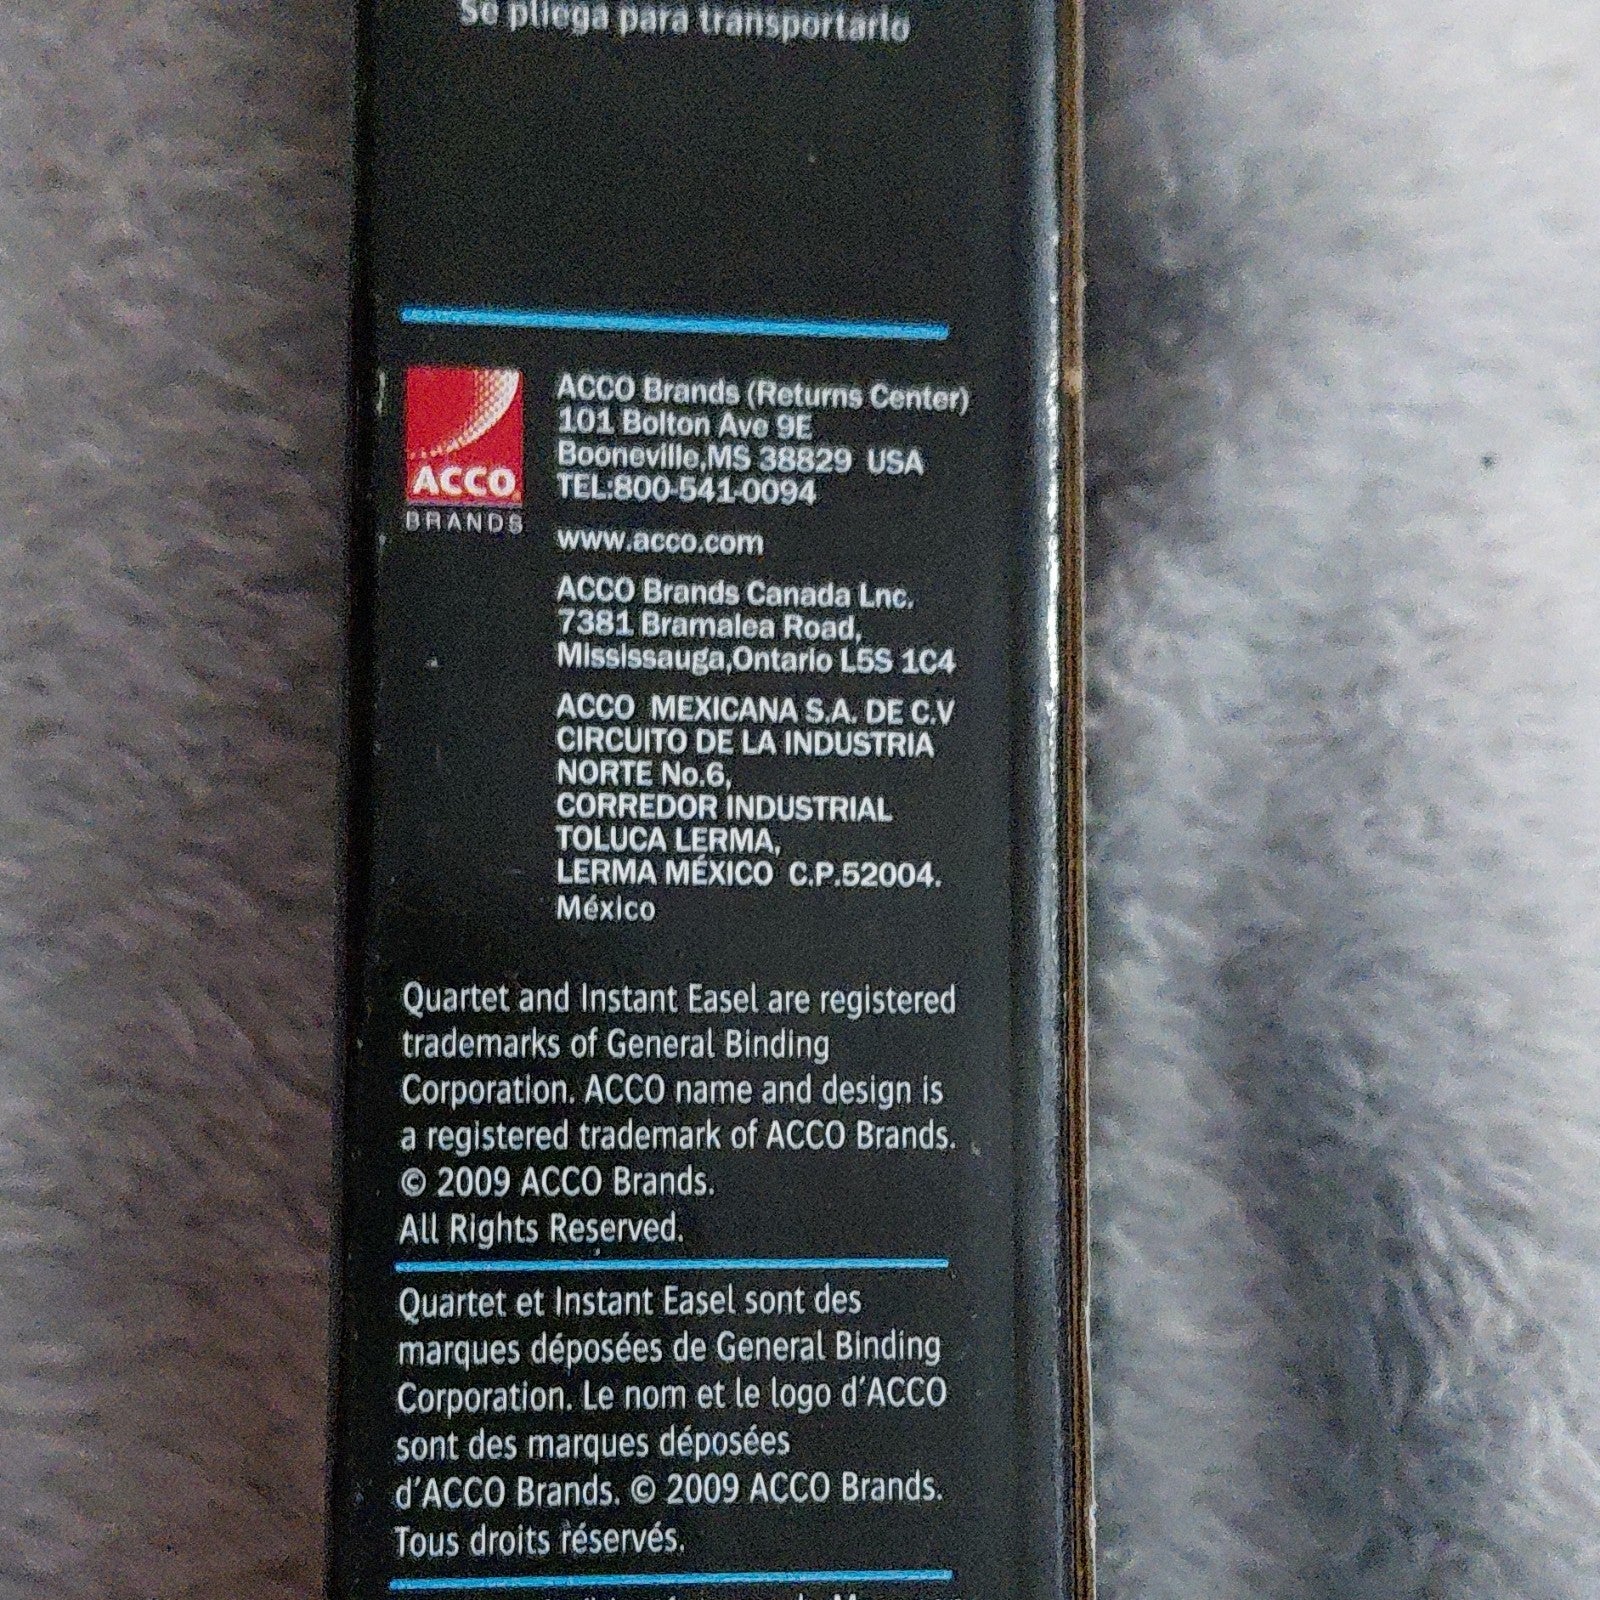 Se pliega para transportarlo
ACCO
BRANDS
ACCO Brands (Returns Center)
101 Bolton Ave 9E
Booneville,MS 38829 USA
TEL:800-541-0094
www.acco.com
ACCO Brands Canada Lnc.
7381 Bramalea Road,
Mississauga,Ontario L5S 1C4
ACCO MEXICANA S.A. DE C.V
CIRCUITO DE LA INDUSTRIA
NORTE No.6,
CORREDOR INDUSTRIAL
TOLUCA LERMA,
LERMA MÉXICO C.P.52004.
México
Quartet and Instant Easel are registered
trademarks of General Binding
Corporation. ACCO name and design is
a registered trademark of ACCO Brands.
© 2009 ACCO Brands.
All Rights Reserved.
Quartet et Instant Easel sont des
marques déposées de General Binding
Corporation. Le nom et le logo d'ACCO
sont des marques déposées
d'ACCO Brands. © 2009 ACCO Brands.
Tous droits réservés.